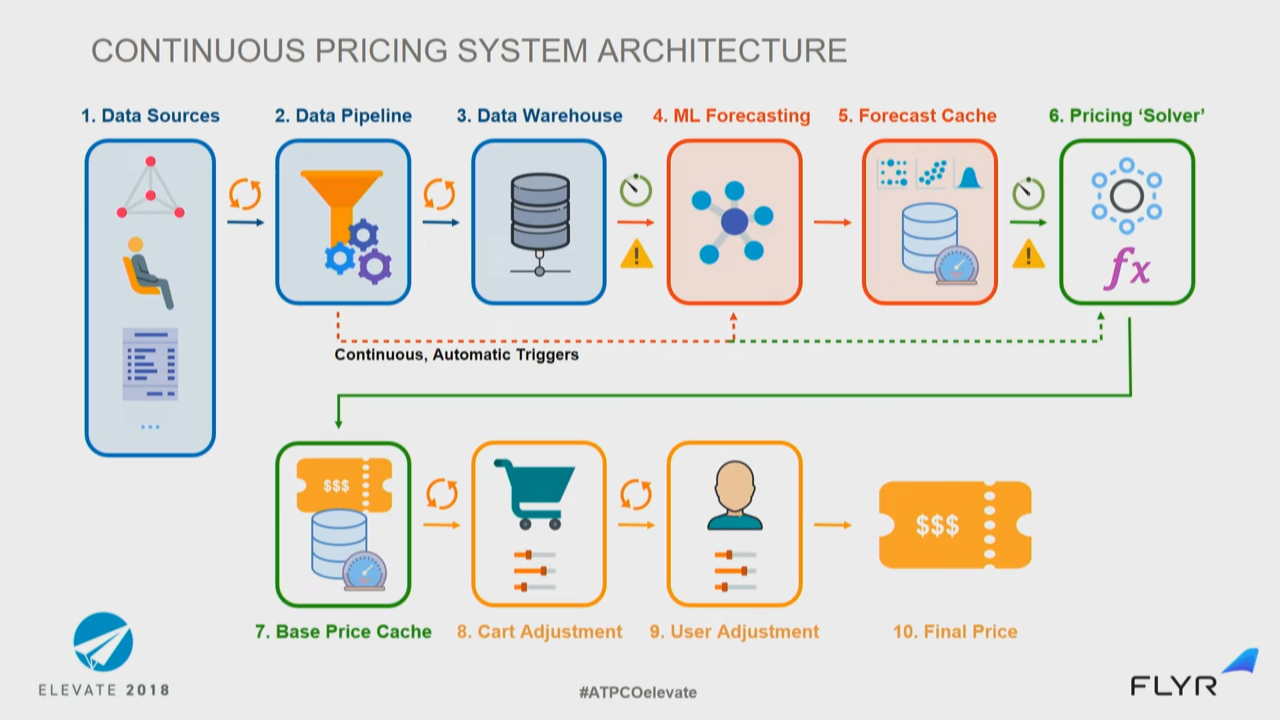 CONTINUOUS PRICING SYSTEM ARCHITECTURE
1. Data Sources
2. Data Pipeline
3. Data Warehouse
4. ML Forecasting
5. Forecast Cache
6. Pricing ‘Solver’
fx
Continuous, Automatic Triggers
$$$
$$$
7. Base Price Cache
8. Cart Adjustment
9. User Adjustment
10. Final Price
ELEVATE 2018
#ATPCOelevate
FLYR